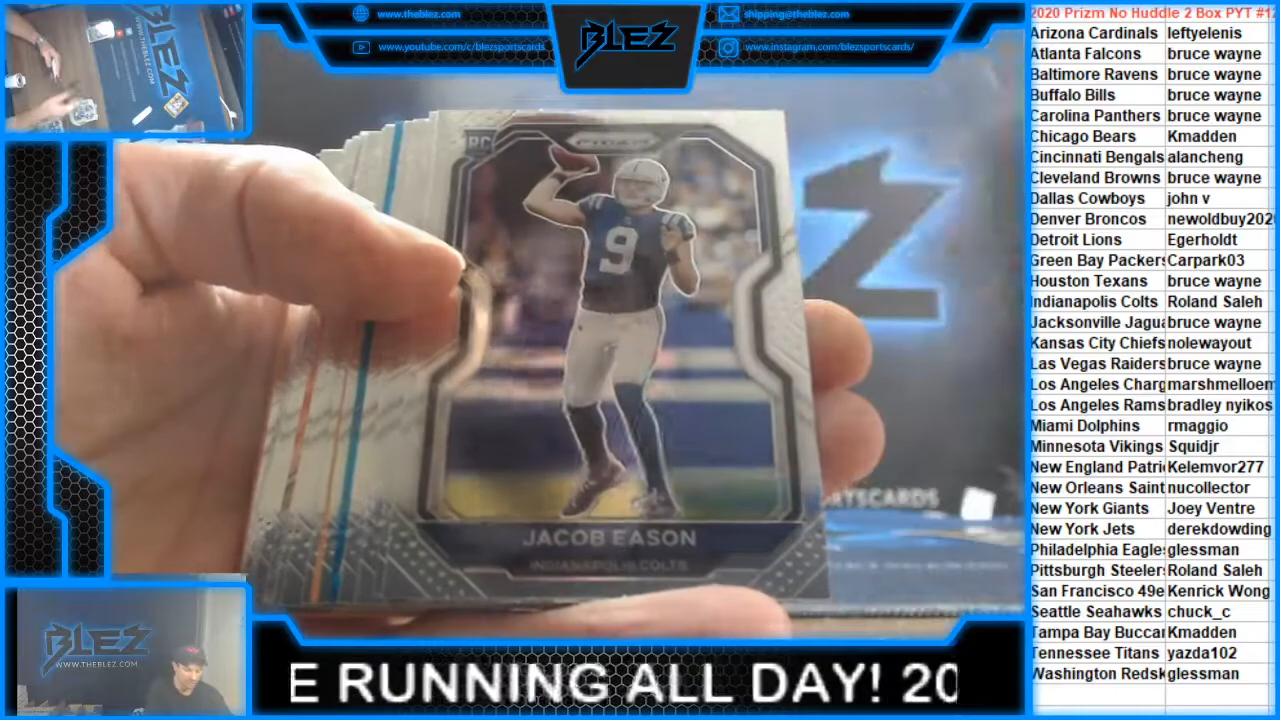 www.theblez.com
shipping@theblez.com
www.youtube.com/c/blezsportscards
www.instagram.com/blezsportscards/
BLEZ
RC
PRIZM
9
JACOB EASON
INDIANAPOLIS COLTS
Z
RTSCARDS
BLEZ
WWW.THEBLEZ.COM
E RUNNING ALL DAY! 20
2020 Prizm No Huddle 2 Box PYT #1
Arizona Cardinals leftyelenis
Atlanta Falcons bruce wayne
Baltimore Ravens bruce wayne
Buffalo Bills bruce wayne
Carolina Panthers bruce wayne
Chicago Bears Kmadden
Cincinnati Bengals alancheng
Cleveland Browns bruce wayne
Dallas Cowboys john v
Denver Broncos newoldbuy202
Detroit Lions Egerholdt
Green Bay Packers Carpark03
Houston Texans bruce wayne
Indianapolis Colts Roland Saleh
Jacksonville Jagua bruce wayne
Kansas City Chiefs nolewayout
Las Vegas Raiders bruce wayne
Los Angeles Charg marshmelloem
Los Angeles Rams bradley nyikos
Miami Dolphins rmaggio
Minnesota Vikings Squidjr
New England Patri Kelemvor277
New Orleans Saint nucollector
New York Giants Joey Ventre
New York Jets derekdowding
Philadelphia Eagle glessman
Pittsburgh Steeler Roland Saleh
San Francisco 49e Kenrick Wong
Seattle Seahawks chuck_c
Tampa Bay Buccar Kmadden
Tennessee Titans yazda102
Washington Redsk glessman